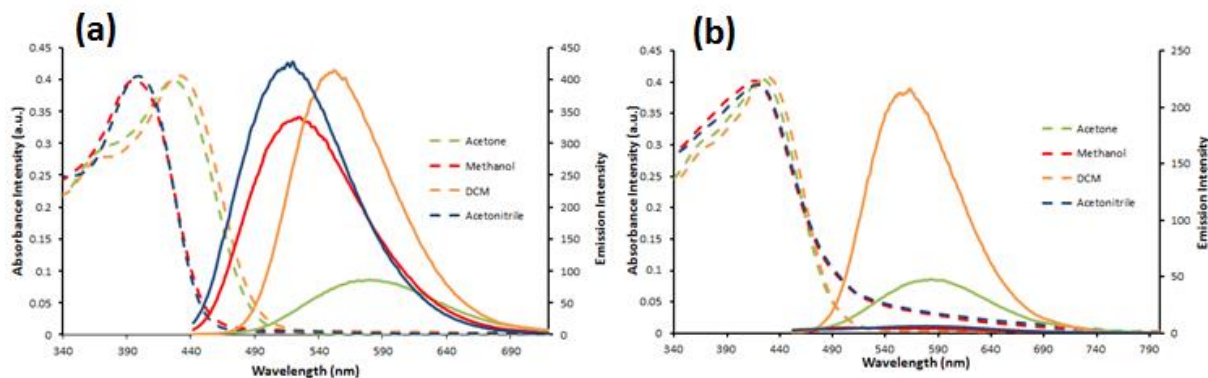 (a)
Absorbance Intensity (a.u.)
0.45
0.4
0.35
0.3
0.25
0.2
0.15
0.1
0.05
0
450
400
350
300
250
200
150
100
50
0
Emission Intensity
Acetone
Methanol
DCM
Acetonitrile
340 390 440 490 540 590 640 690
Wavelength (nm)
(b)
Absorbance Intensity (a.u.)
0.45
0.4
0.35
0.3
0.25
0.2
0.15
0.1
0.05
0
250
200
150
100
50
0
Emission Intensity
Acetone
Methanol
DCM
Acetonitrile
340 390 440 490 540 590 640 690 740 790
Wavelength (nm)